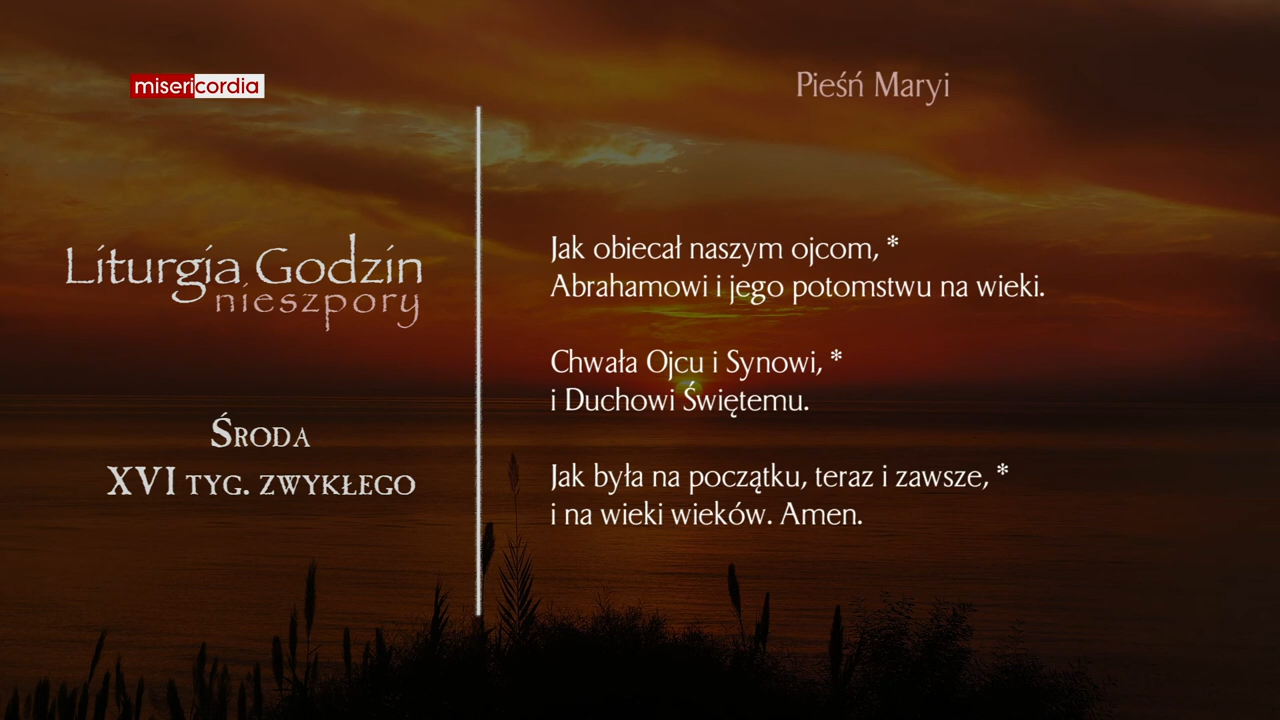 misericordia
Liturgia Godzin
nieszpory
Środa
XVI tyg. zwykłego
Pieśń Maryi
Jak obiecał naszym ojcom, *
Abrahamowi i jego potomstwu na wieki.
Chwała Ojcu i Synowi, *
i Duchowi Świętemu.
Jak była na początku, teraz i zawsze, *
i na wieki wieków. Amen.